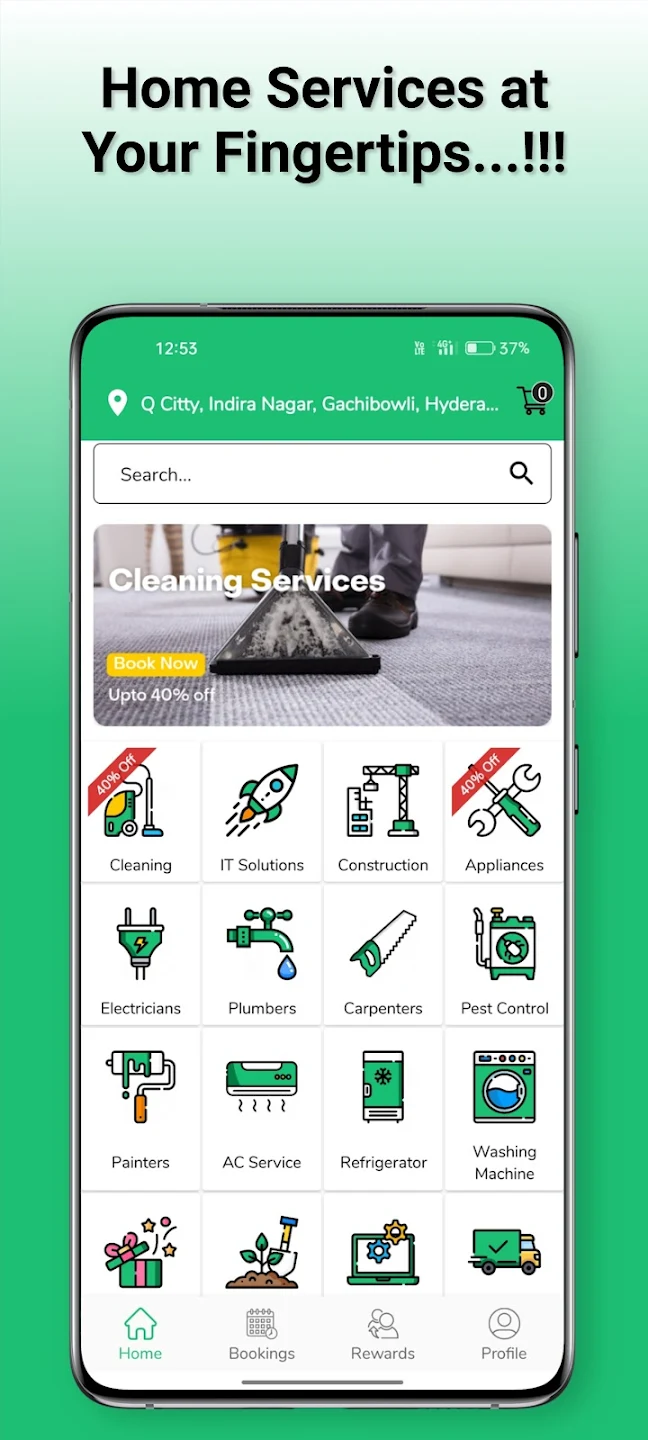 Home Services at
Your Fingertips...!!!
12:53
Vo
LTE
4G+
37%
Q Citty, Indira Nagar, Gachibowli, Hydera...
0
Search...
Cleaning Services
Book Now
Upto 40% off
40% Off
40% Off
Cleaning
IT Solutions
Construction
Appliances
Electricians
Plumbers
Carpenters
Pest Control
Painters
AC Service
Refrigerator
Washing
Machine
Home
Bookings
Rewards
Profile